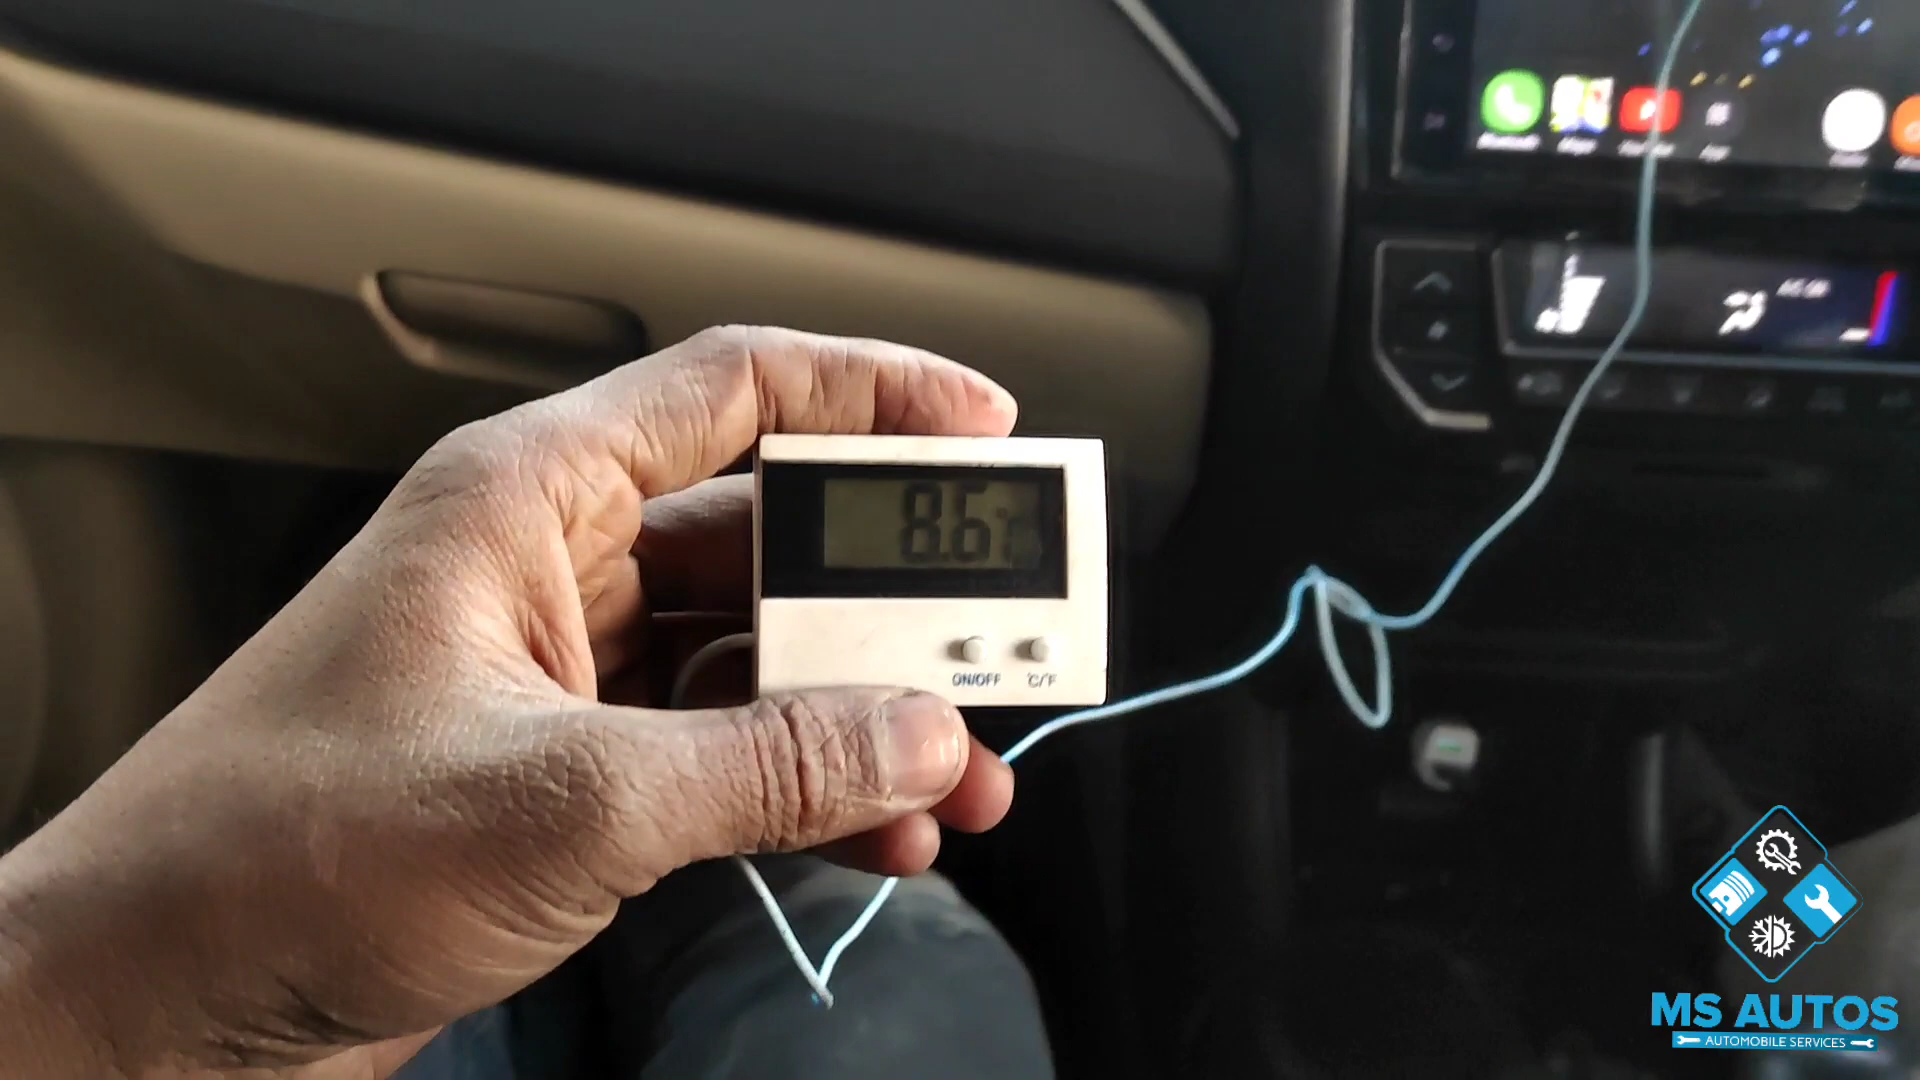 8.6
ON/OFF
°C/°F
MS AUTOS
AUTOMOBILE SERVICES